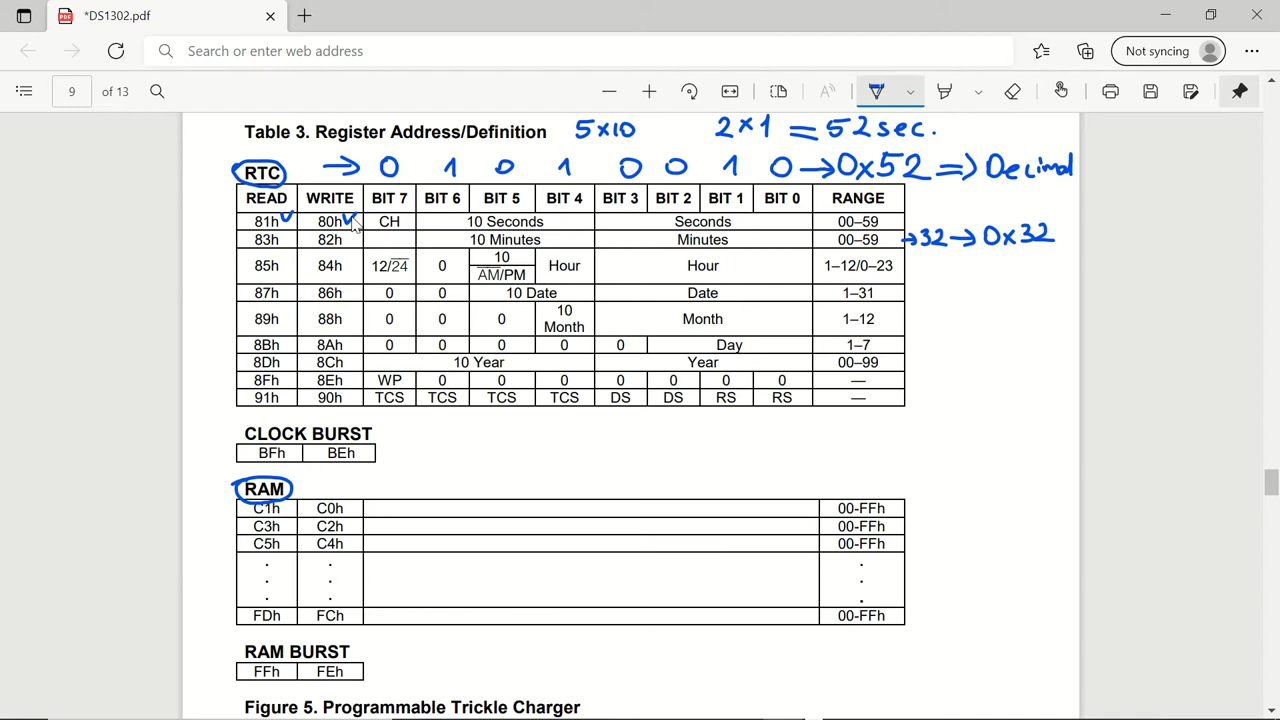 *DS1302.pdf
Search or enter web address
Not syncing
9 of 13
Table 3. Register Address/Definition 5x10 2x1 = 52 sec.
RTC → 0 1 0 1 0 0 1 0 → 0x52 => Decimal
READ WRITE BIT 7 BIT 6 BIT 5 BIT 4 BIT 3 BIT 2 BIT 1 BIT 0 RANGE
81h 80h CH 10 Seconds Seconds 00–59
83h 82h 10 Minutes Minutes 00–59 → 32 → 0x32
85h 84h 12/24 0 10 AM/PM Hour Hour 1–12/0–23
87h 86h 0 0 10 Date Date 1–31
89h 88h 0 0 0 10 Month Month 1–12
8Bh 8Ah 0 0 0 0 0 Day 1–7
8Dh 8Ch 10 Year Year 00–99
8Fh 8Eh WP 0 0 0 0 0 0 0 —
91h 90h TCS TCS TCS TCS DS DS RS RS —
CLOCK BURST
BFh BEh
RAM
C1h C0h 00-FFh
C3h C2h 00-FFh
C5h C4h 00-FFh
. . .
. . .
. . .
FDh FCh 00-FFh
RAM BURST
FFh FEh
Figure 5. Programmable Trickle Charger